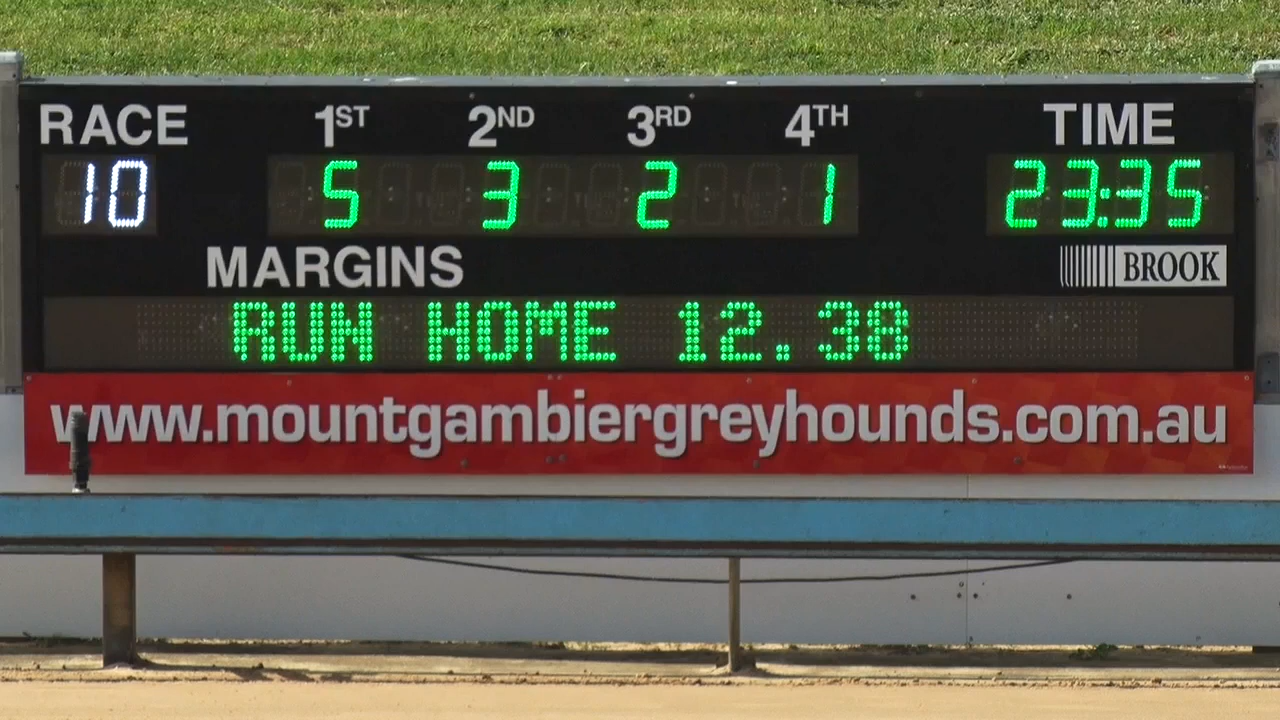 RACE 1ST 2ND 3RD 4TH TIME
10 5 3 2 1 23:35
MARGINS BROOK
RUN HOME 12.38
www.mountgambiergreyhounds.com.au